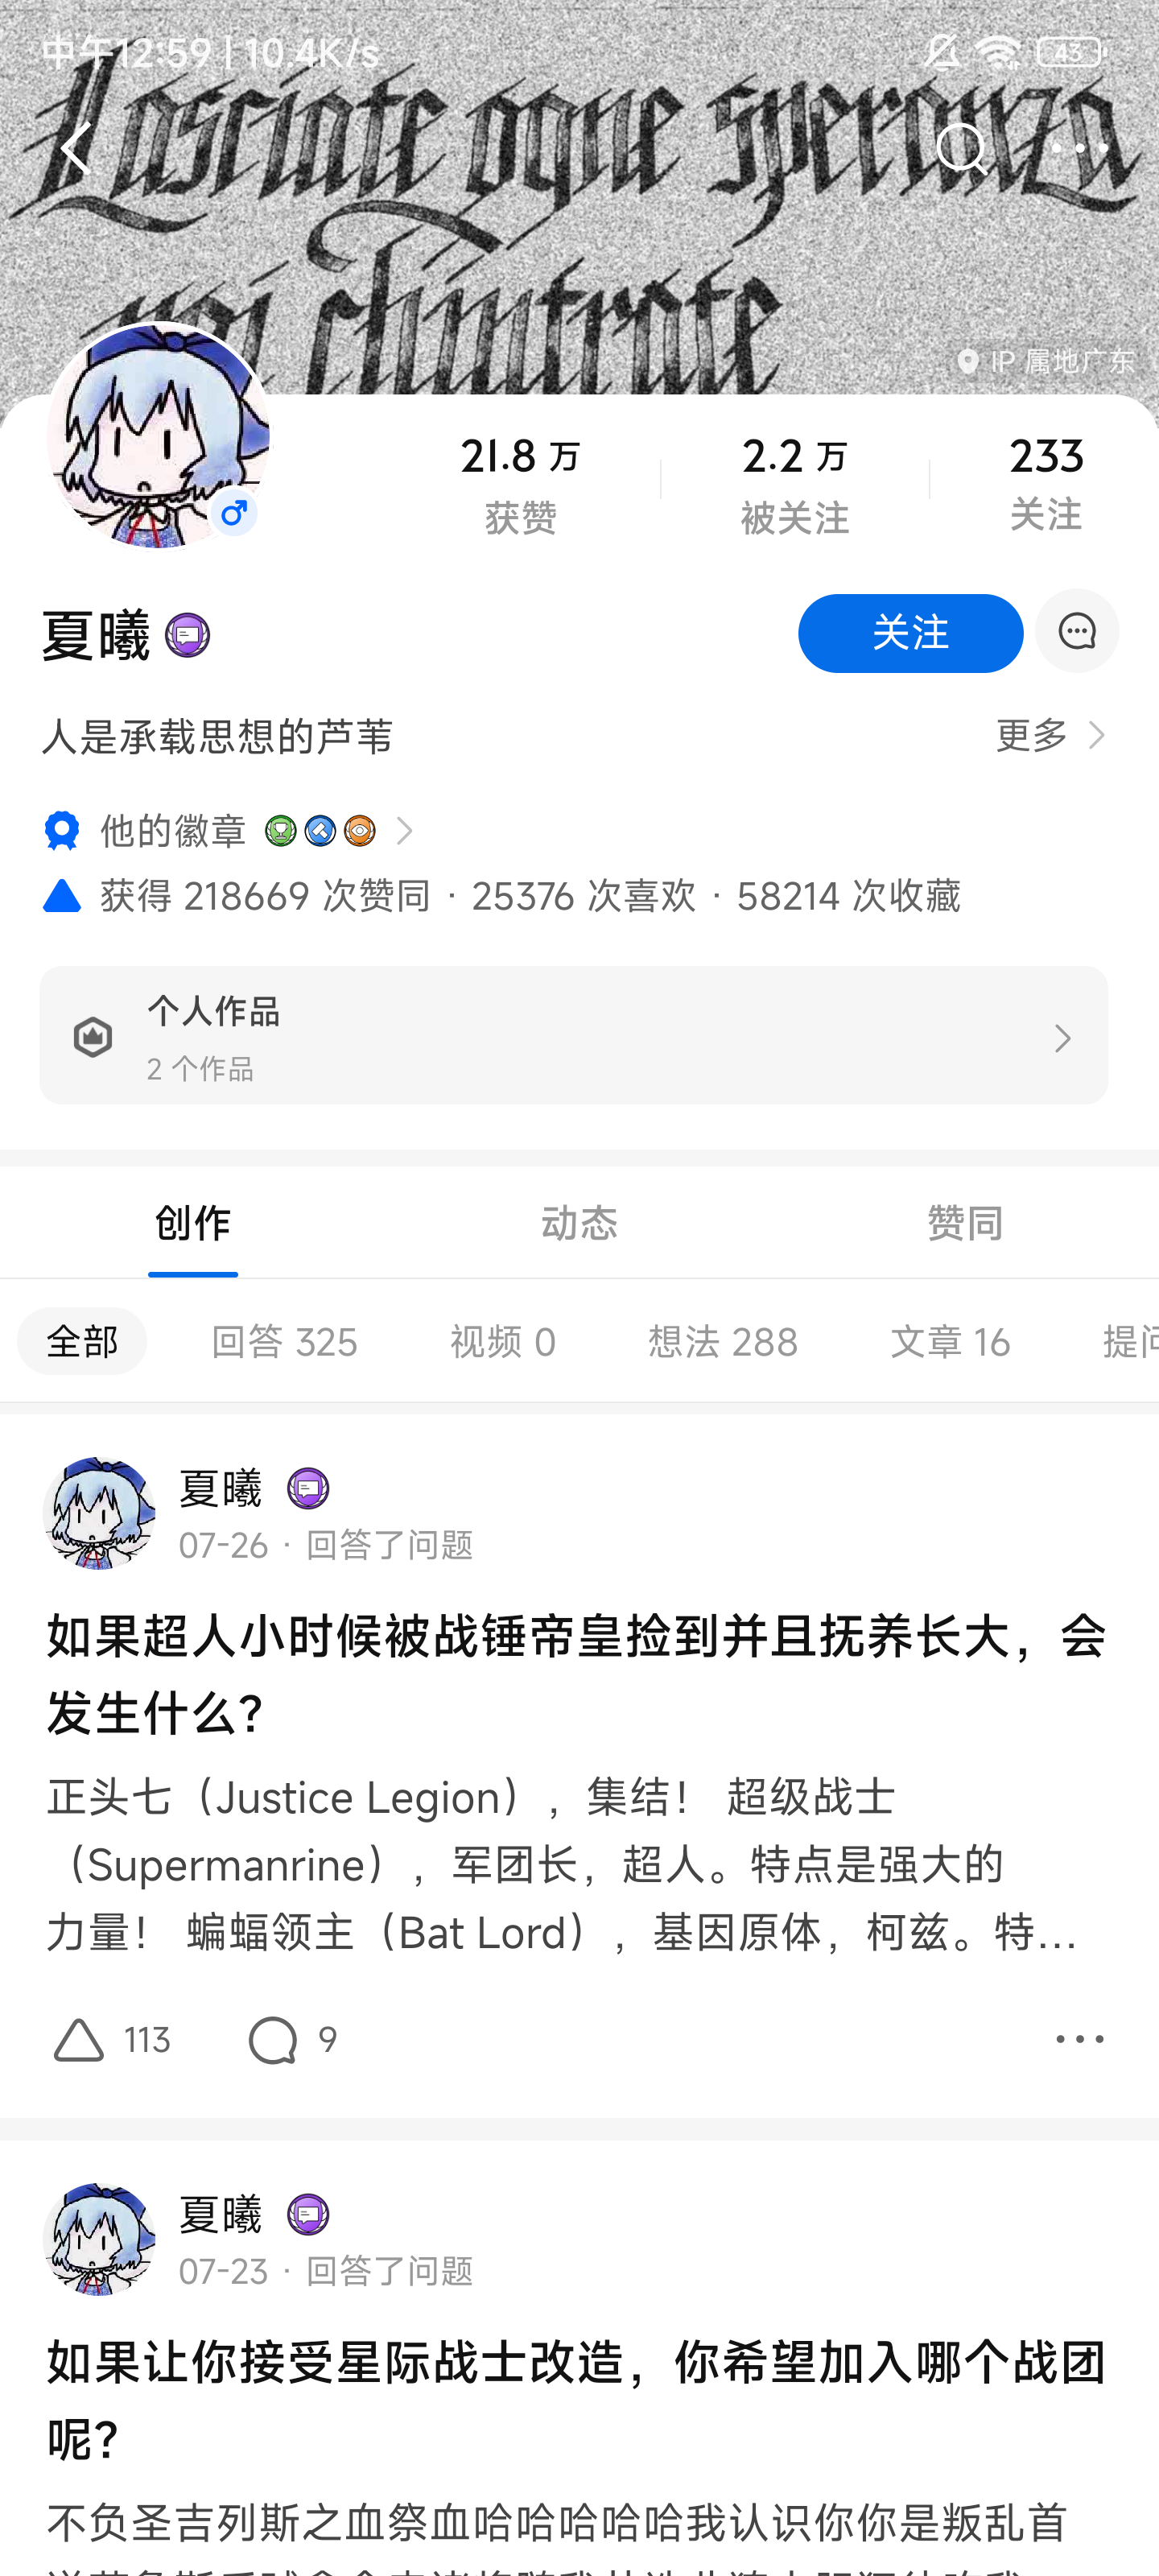 中午12:59 | 10.4K/s
43
Lasciate ogne speranza
voi ch'intrate
IP 属地广东
21.8 万
获赞
2.2 万
被关注
233
关注
夏曦
关注
人是承载思想的芦苇
更多
他的徽章
获得 218669 次赞同 · 25376 次喜欢 · 58214 次收藏
个人作品
2 个作品
创作
动态
赞同
全部
回答 325
视频 0
想法 288
文章 16
提问
夏曦
07-26 · 回答了问题
如果超人小时候被战锤帝皇捡到并且抚养长大，会
发生什么？
正头七（Justice Legion），集结！ 超级战士
（Supermanrine），军团长，超人。特点是强大的
力量！ 蝙蝠领主（Bat Lord），基因原体，柯兹。特...
113
9
夏曦
07-23 · 回答了问题
如果让你接受星际战士改造，你希望加入哪个战团
呢？
不负圣吉列斯之血祭血哈哈哈哈哈我认识你你是叛乱首